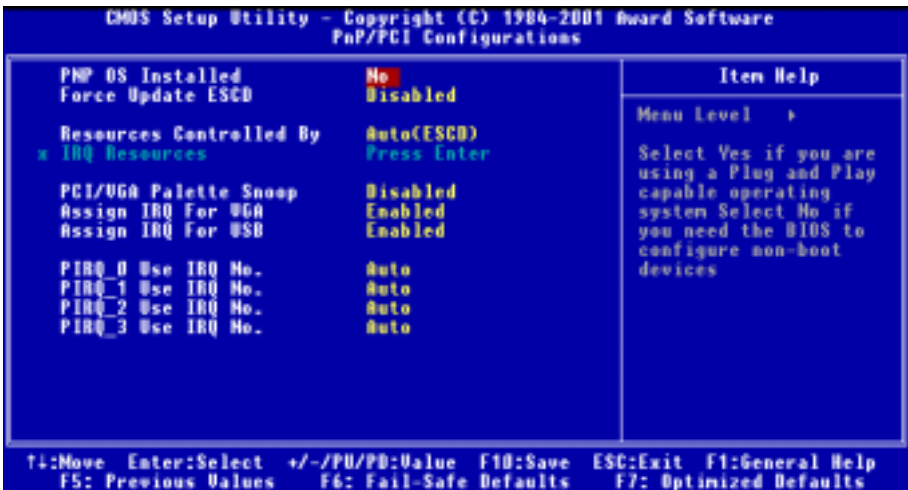 CMOS Setup Utility - Copyright (C) 1984-2001 Award Software
PnP/PCI Configurations
PNP OS Installed No
Force Update ESCD Disabled
Resources Controlled By Auto(ESCD)
x IRQ Resources Press Enter
PCI/VGA Palette Snoop Disabled
Assign IRQ For VGA Enabled
Assign IRQ For USB Enabled
PIRQ_0 Use IRQ No. Auto
PIRQ_1 Use IRQ No. Auto
PIRQ_2 Use IRQ No. Auto
PIRQ_3 Use IRQ No. Auto
Item Help
Menu Level ▸
Select Yes if you are
using a Plug and Play
capable operating
system Select No if
you need the BIOS to
configure non-boot
devices
↑↓:Move Enter:Select +/-/PU/PD:Value F10:Save ESC:Exit F1:General Help
F5: Previous Values F6: Fail-Safe Defaults F7: Optimized Defaults